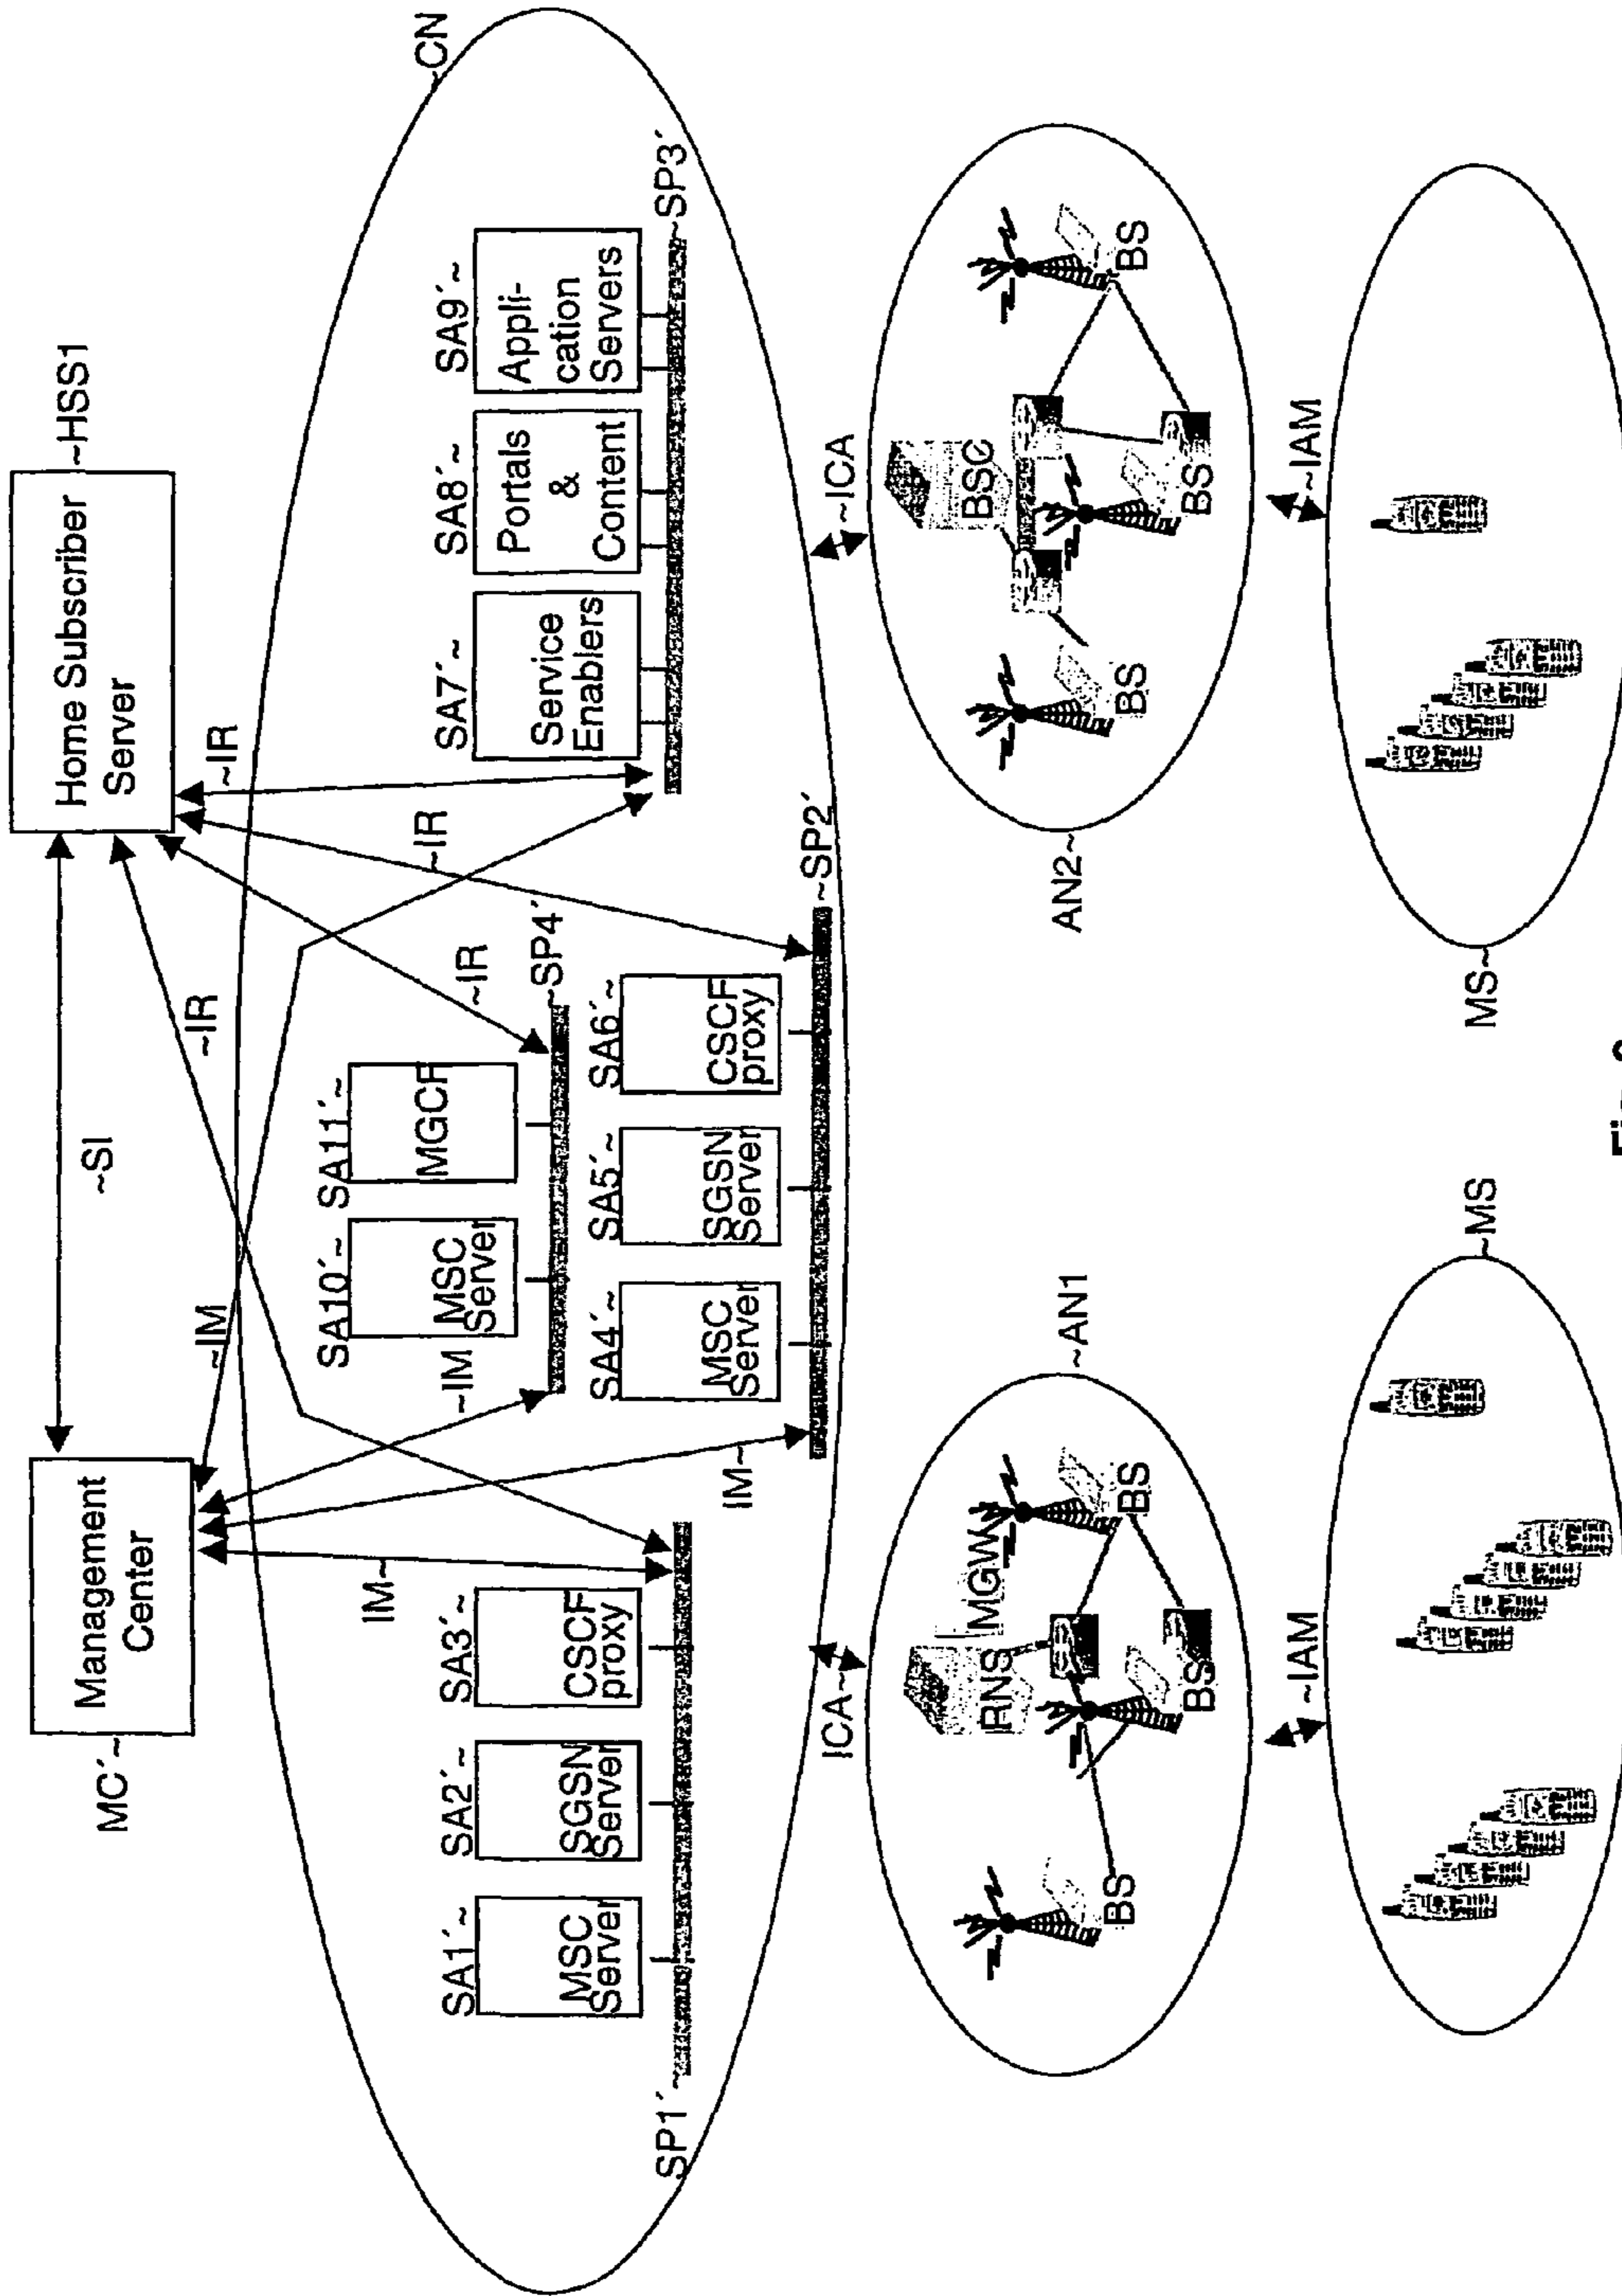 Management
Center
MC´~
Home Subscriber
Server
~HSS1
~SI
~IR
~IM
~IR
~CN
SA10´~
MSC
Server
SA11´~
MGCF
~IM
~SP4´
~IR
~IR
SA1´~
MSC
Server
SA2´~
SGSN
Server
SA3´~
CSCF
proxy
IM~
SP1´~
SA4´~
MSC
Server
SA5´~
SGSN
Server
SA6´~
CSCF
proxy
IM~
~SP2´
SA7´~
Service
Enablers
SA8´~
Portals
&
Content
SA9´~
Appli-
cation
Servers
~SP3´
ICA~
~ICA
RNS
MGW
BS
BS
BS
~AN1
BSC
BS
BS
BS
AN2~
~IAM
~IAM
~MS
MS~